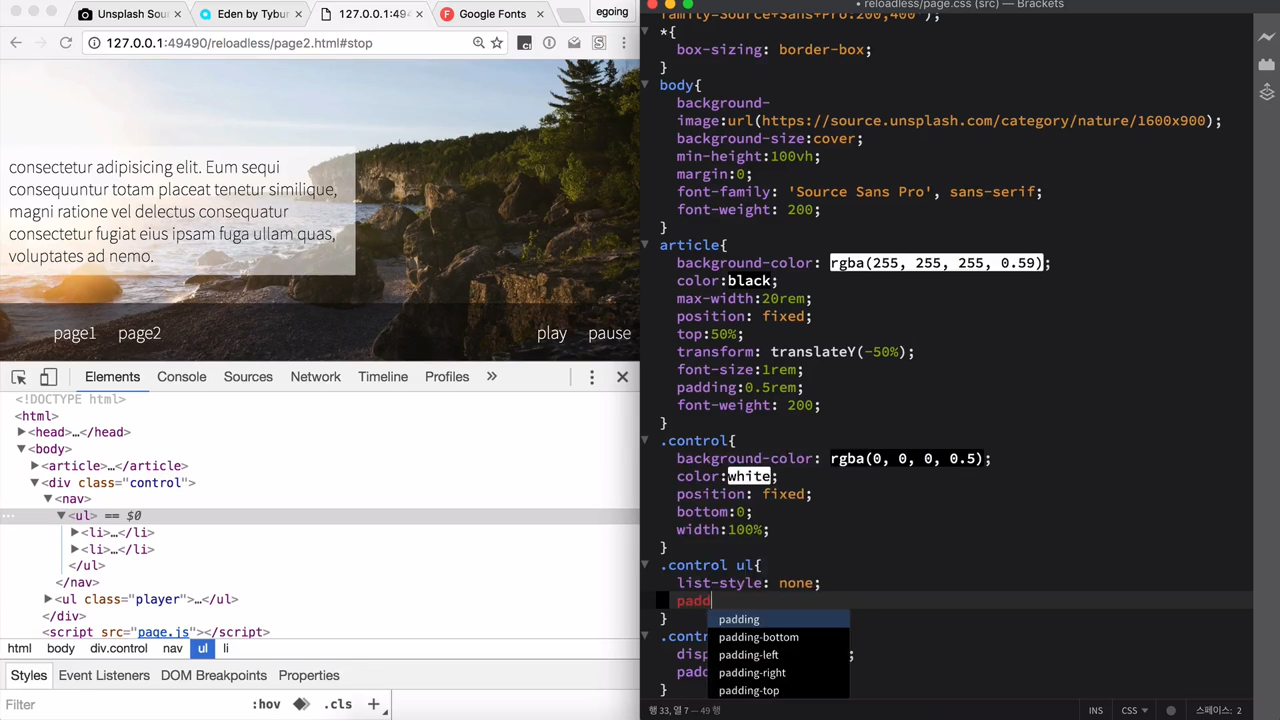 Unsplash Sou
Eden by Tybur
127.0.0.1:494
Google Fonts
egoing
127.0.0.1:49490/reloadless/page2.html#stop
consectetur adipisicing elit. Eum sequi
consequuntur totam placeat tenetur similique,
magni ratione vel delectus consequatur
consectetur fugiat eius ipsam fuga ullam quas,
voluptates ad nemo.
page1 page2 play pause
Elements Console Sources Network Timeline Profiles »
<!DOCTYPE html>
<html>
<head>…</head>
<body>
<article>…</article>
<div class="control">
<nav>
<ul> == $0
<li>…</li>
<li>…</li>
</ul>
</nav>
<ul class="player">…</ul>
</div>
<script src="page.js"></script>
html body div.control nav ul li
Styles Event Listeners DOM Breakpoints Properties
Filter :hov .cls +
• reloadless/page.css (src) — Brackets
family=Source+Sans+Pro:200,400");
*{
box-sizing: border-box;
}
body{
background-
image:url(https://source.unsplash.com/category/nature/1600x900);
background-size:cover;
min-height:100vh;
margin:0;
font-family: 'Source Sans Pro', sans-serif;
font-weight: 200;
}
article{
background-color: rgba(255, 255, 255, 0.59);
color:black;
max-width:20rem;
position: fixed;
top:50%;
transform: translateY(-50%);
font-size:1rem;
padding:0.5rem;
font-weight: 200;
}
.control{
background-color: rgba(0, 0, 0, 0.5);
color:white;
position: fixed;
bottom:0;
width:100%;
}
.control ul{
list-style: none;
padd
}
padding
padding-bottom
padding-left
padding-right
padding-top
.contr
disp ;
padd
}
행 33, 열 7 — 49 행
INS CSS 스페이스: 2